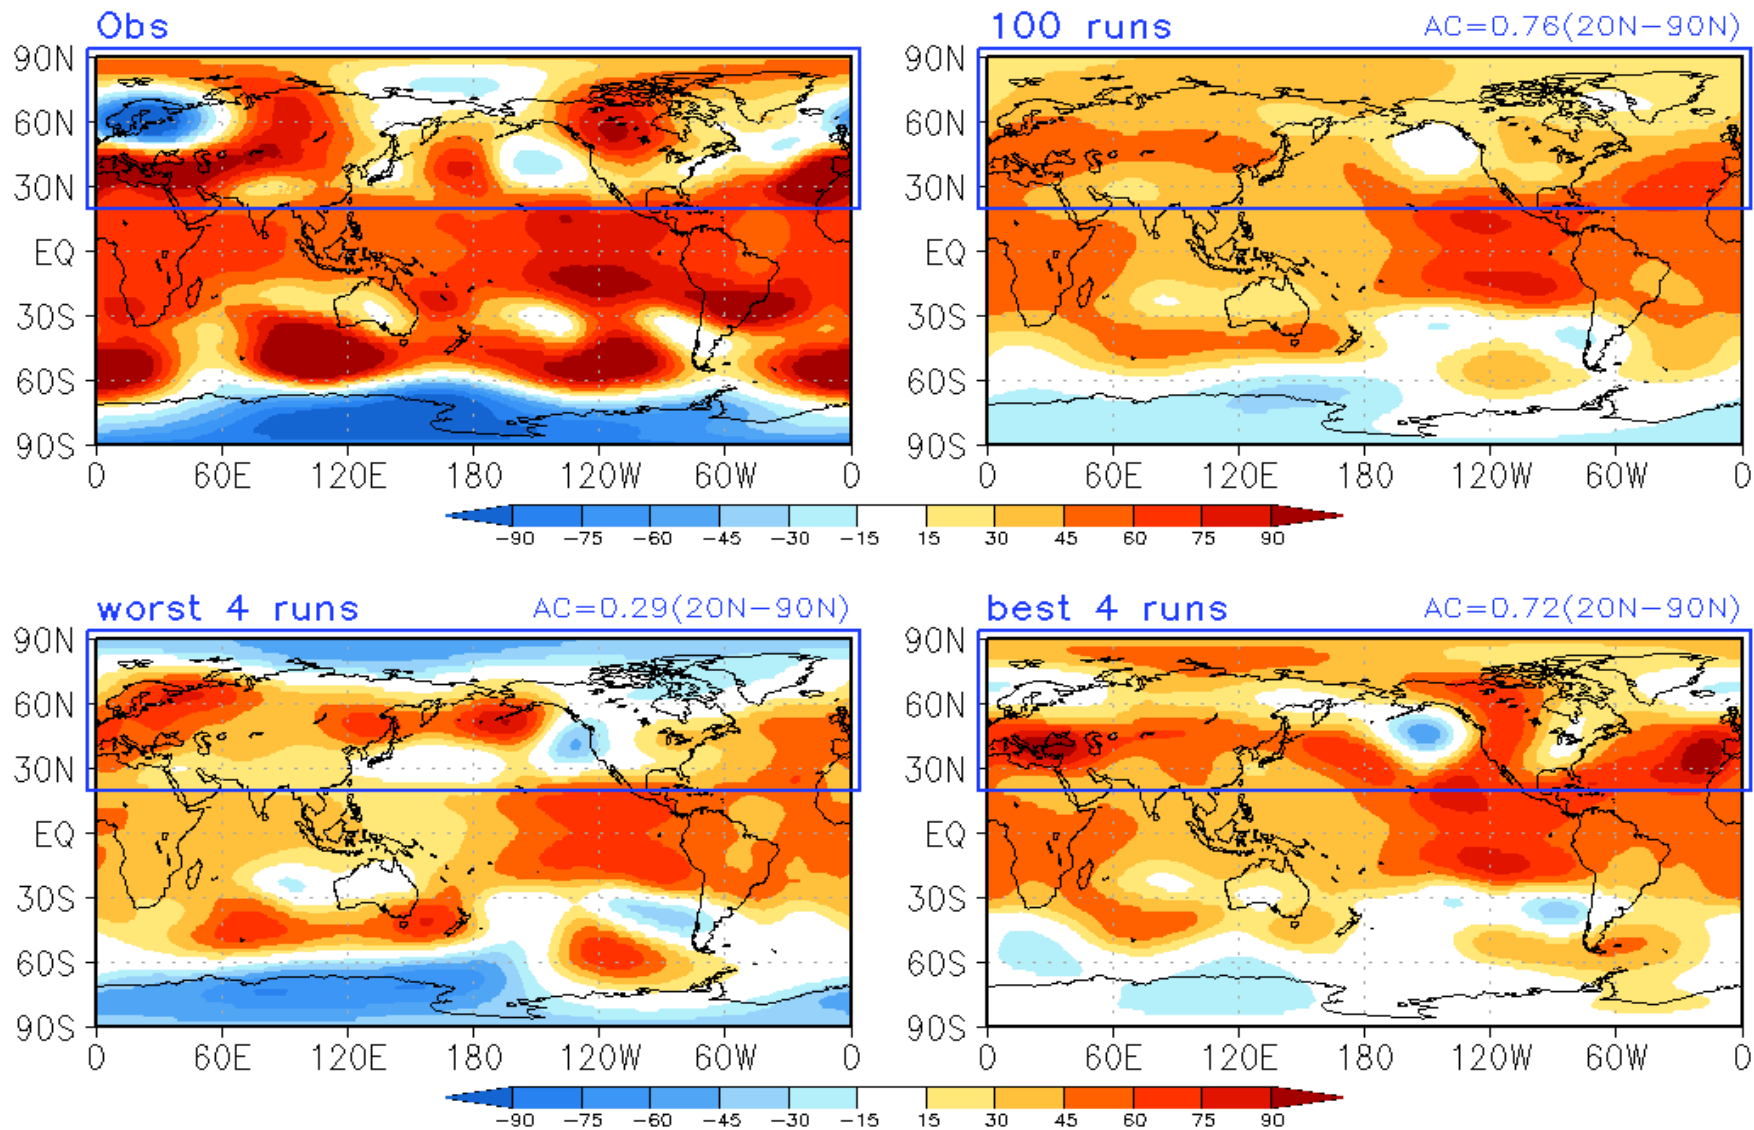 Obs
100 runs AC=0.76(20N−90N)
90N
60N
30N
EQ
30S
60S
90S
0 60E 120E 180 120W 60W 0
90N
60N
30N
EQ
30S
60S
90S
0 60E 120E 180 120W 60W 0
−90 −75 −60 −45 −30 −15 15 30 45 60 75 90
worst 4 runs AC=0.29(20N−90N)
best 4 runs AC=0.72(20N−90N)
90N
60N
30N
EQ
30S
60S
90S
0 60E 120E 180 120W 60W 0
90N
60N
30N
EQ
30S
60S
90S
0 60E 120E 180 120W 60W 0
−90 −75 −60 −45 −30 −15 15 30 45 60 75 90